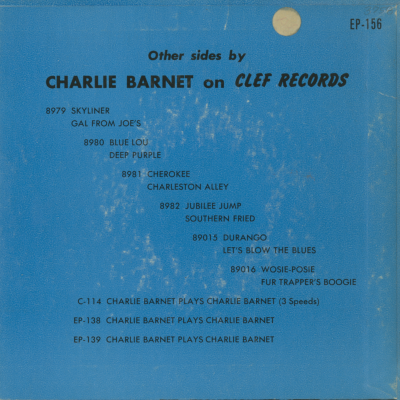 EP-156
Other sides by
CHARLIE BARNET on CLEF RECORDS
8979 SKYLINER
GAL FROM JOE'S
8980 BLUE LOU
DEEP PURPLE
8981 CHEROKEE
CHARLESTON ALLEY
8982 JUBILEE JUMP
SOUTHERN FRIED
89015 DURANGO
LET'S BLOW THE BLUES
89016 WOSIE-POSIE
FUR TRAPPER'S BOOGIE
C-114 CHARLIE BARNET PLAYS CHARLIE BARNET (3 Speeds)
EP-138 CHARLIE BARNET PLAYS CHARLIE BARNET
EP-139 CHARLIE BARNET PLAYS CHARLIE BARNET